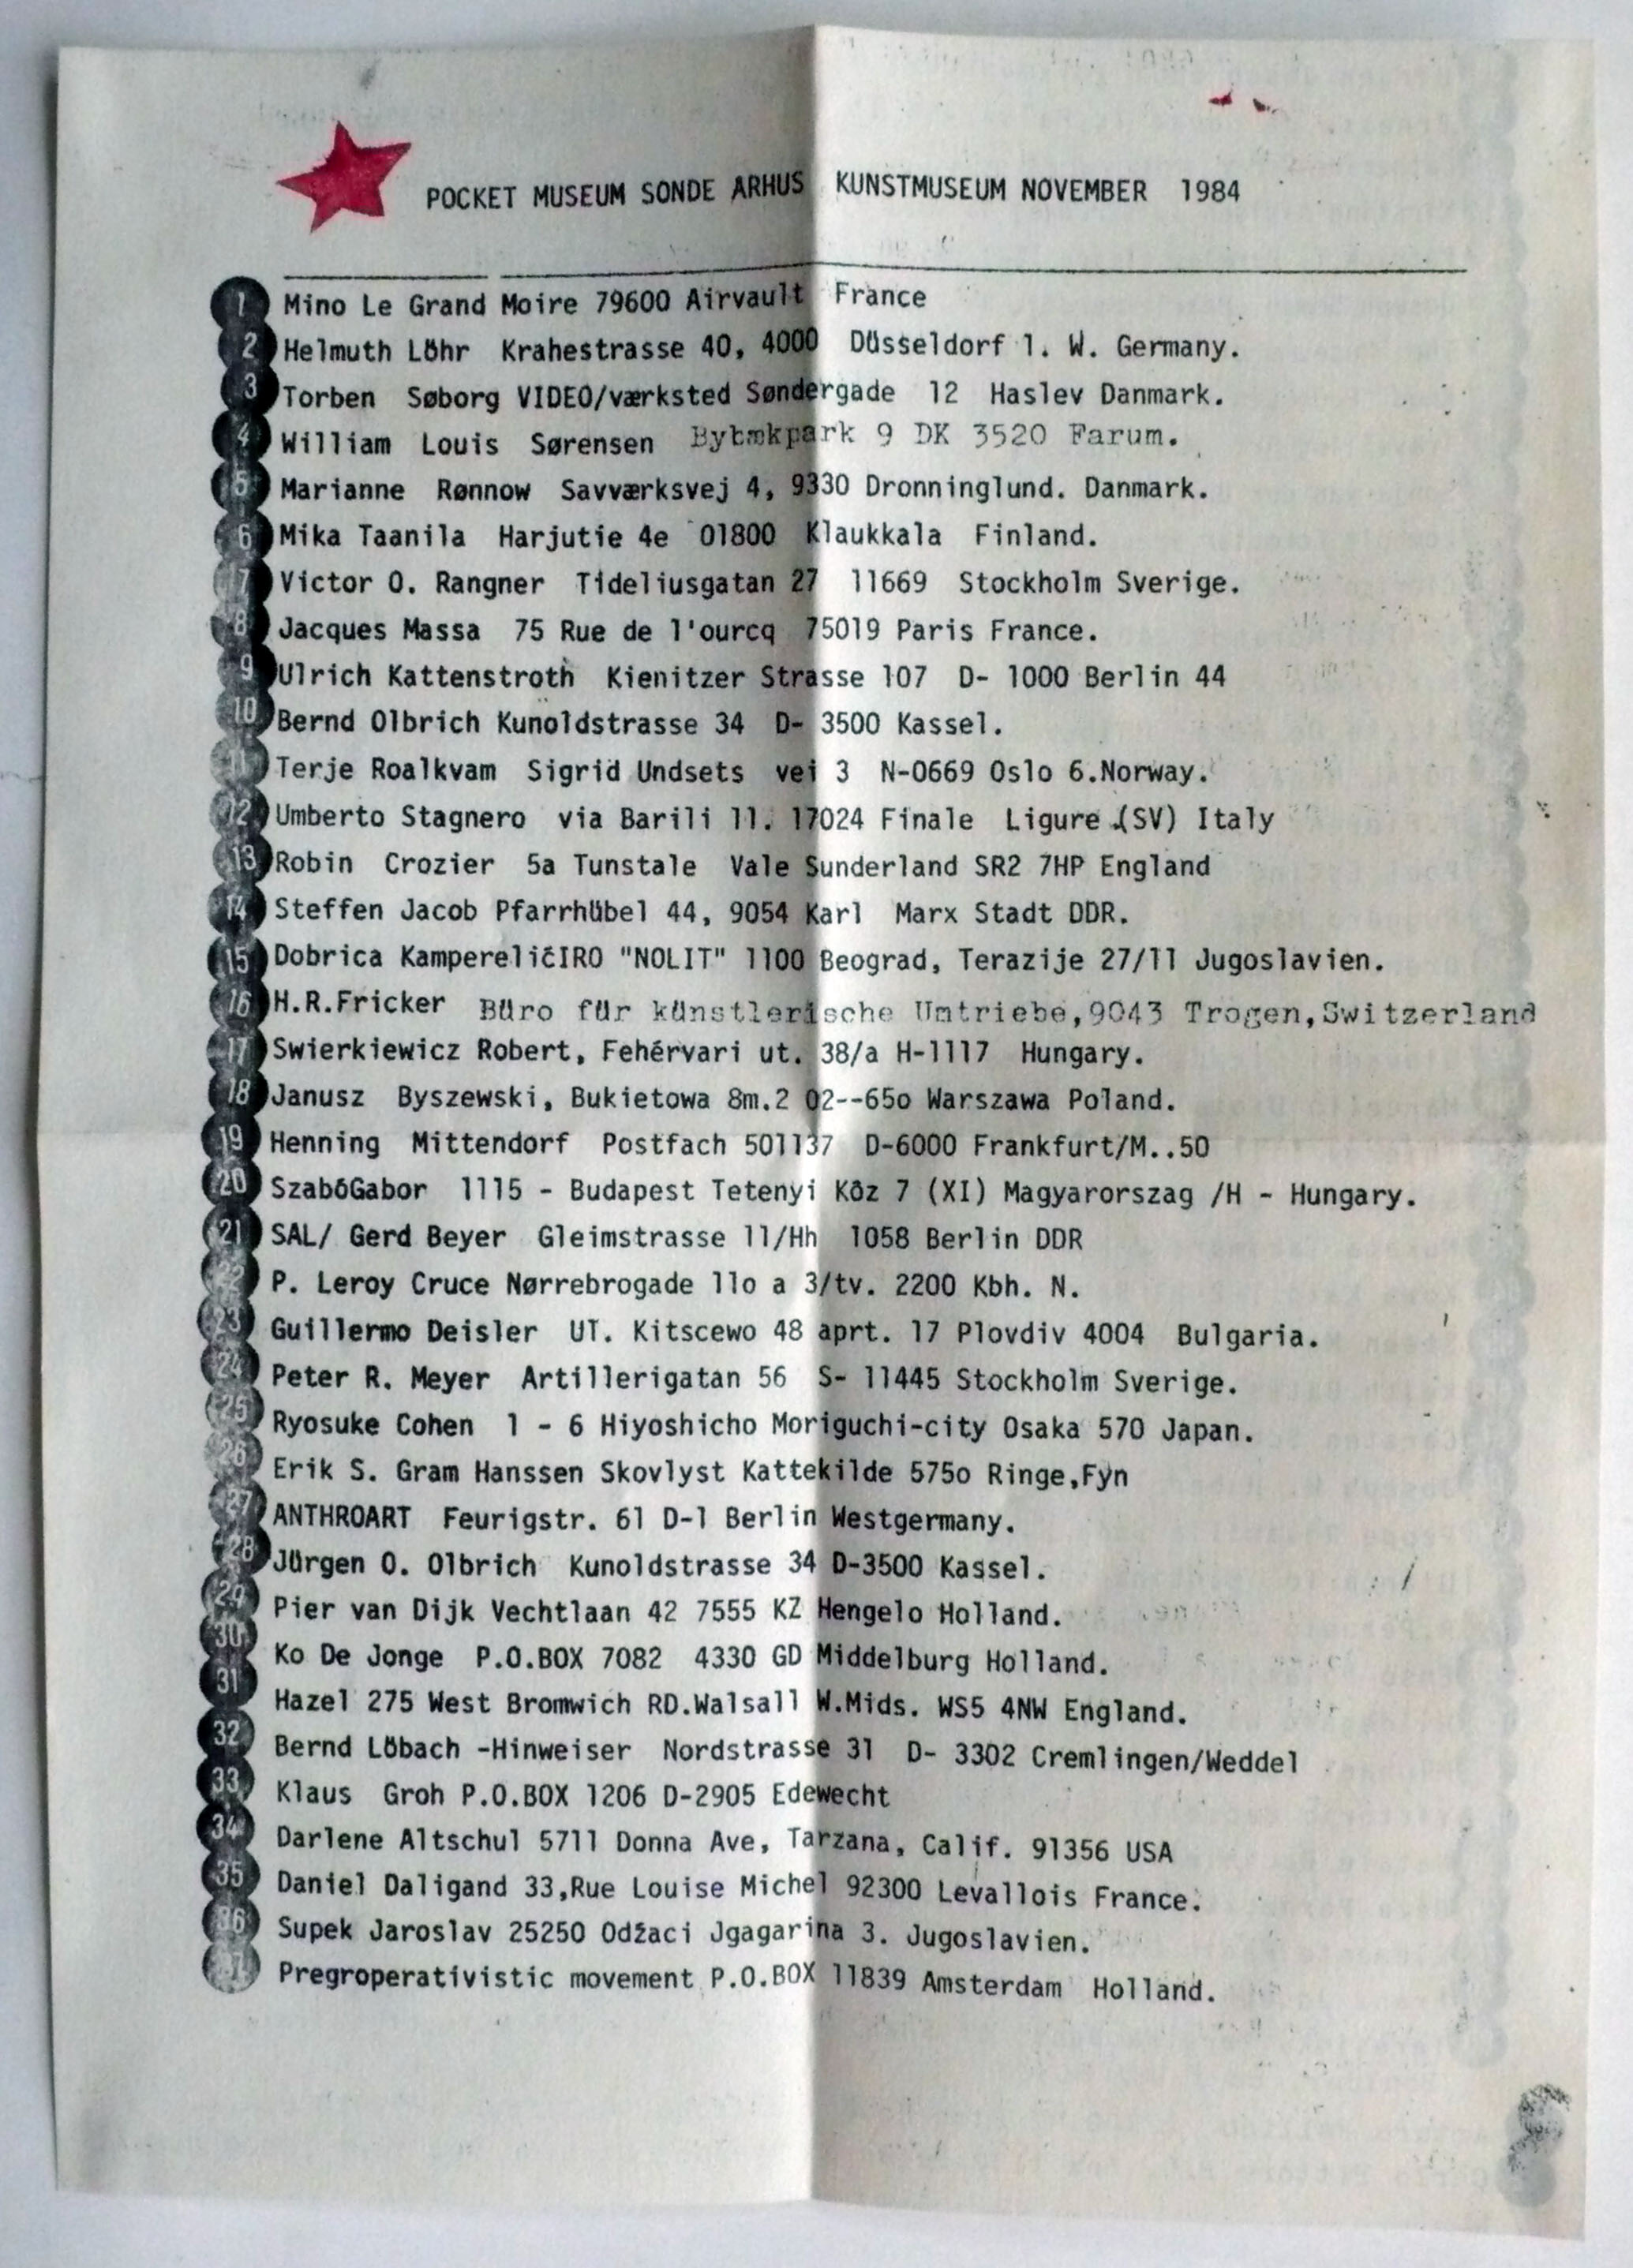 POCKET MUSEUM SONDE ARHUS KUNSTMUSEUM NOVEMBER 1984
1 Mino Le Grand Moire 79600 Airvault France
2 Helmuth Löhr Krahestrasse 40, 4000 Düsseldorf 1. W. Germany.
3 Torben Søborg VIDEO/værksted Søndergade 12 Haslev Danmark.
4 William Louis Sørensen Bybækpark 9 DK 3520 Farum.
5 Marianne Rønnow Savværksvej 4, 9330 Dronninglund. Danmark.
6 Mika Taanila Harjutie 4e 01800 Klaukkala Finland.
7 Victor O. Rangner Tideliusgatan 27 11669 Stockholm Sverige.
8 Jacques Massa 75 Rue de l'ourcq 75019 Paris France.
9 Ulrich Kattenstroth Kienitzer Strasse 107 D- 1000 Berlin 44
10 Bernd Olbrich Kunoldstrasse 34 D- 3500 Kassel.
11 Terje Roalkvam Sigrid Undsets vei 3 N-0669 Oslo 6.Norway.
12 Umberto Stagnero via Barili 11. 17024 Finale Ligure (SV) Italy
13 Robin Crozier 5a Tunstale Vale Sunderland SR2 7HP England
14 Steffen Jacob Pfarrhübel 44, 9054 Karl Marx Stadt DDR.
15 Dobrica KampereličIRO "NOLIT" 1100 Beograd, Terazije 27/11 Jugoslavien.
16 H.R.Fricker Büro für künstlerische Umtriebe,9043 Trogen,Switzerland
17 Swierkiewicz Robert, Fehérvari ut. 38/a H-1117 Hungary.
18 Janusz Byszewski, Bukietowa 8m.2 02--65o Warszawa Poland.
19 Henning Mittendorf Postfach 501137 D-6000 Frankfurt/M..50
20 SzabóGabor 1115 - Budapest Tetenyi Köz 7 (XI) Magyarorszag /H - Hungary.
21 SAL/ Gerd Beyer Gleimstrasse 11/Hh 1058 Berlin DDR
22 P. Leroy Cruce Nørrebrogade 11o a 3/tv. 2200 Kbh. N.
23 Guillermo Deisler UT. Kitscewo 48 aprt. 17 Plovdiv 4004 Bulgaria.
24 Peter R. Meyer Artillerigatan 56 S- 11445 Stockholm Sverige.
25 Ryosuke Cohen 1 - 6 Hiyoshicho Moriguchi-city Osaka 570 Japan.
26 Erik S. Gram Hanssen Skovlyst Kattekilde 575o Ringe,Fyn
27 ANTHROART Feurigstr. 61 D-1 Berlin Westgermany.
28 Jürgen O. Olbrich Kunoldstrasse 34 D-3500 Kassel.
29 Pier van Dijk Vechtlaan 42 7555 KZ Hengelo Holland.
30 Ko De Jonge P.O.BOX 7082 4330 GD Middelburg Holland.
31 Hazel 275 West Bromwich RD.Walsall W.Mids. WS5 4NW England.
32 Bernd Löbach -Hinweiser Nordstrasse 31 D- 3302 Cremlingen/Weddel
33 Klaus Groh P.O.BOX 1206 D-2905 Edewecht
34 Darlene Altschul 5711 Donna Ave, Tarzana, Calif. 91356 USA
35 Daniel Daligand 33,Rue Louise Michel 92300 Levallois France.
36 Supek Jaroslav 25250 Odžaci Jgagarina 3. Jugoslavien.
Pregroperativistic movement P.O.BOX 11839 Amsterdam Holland.